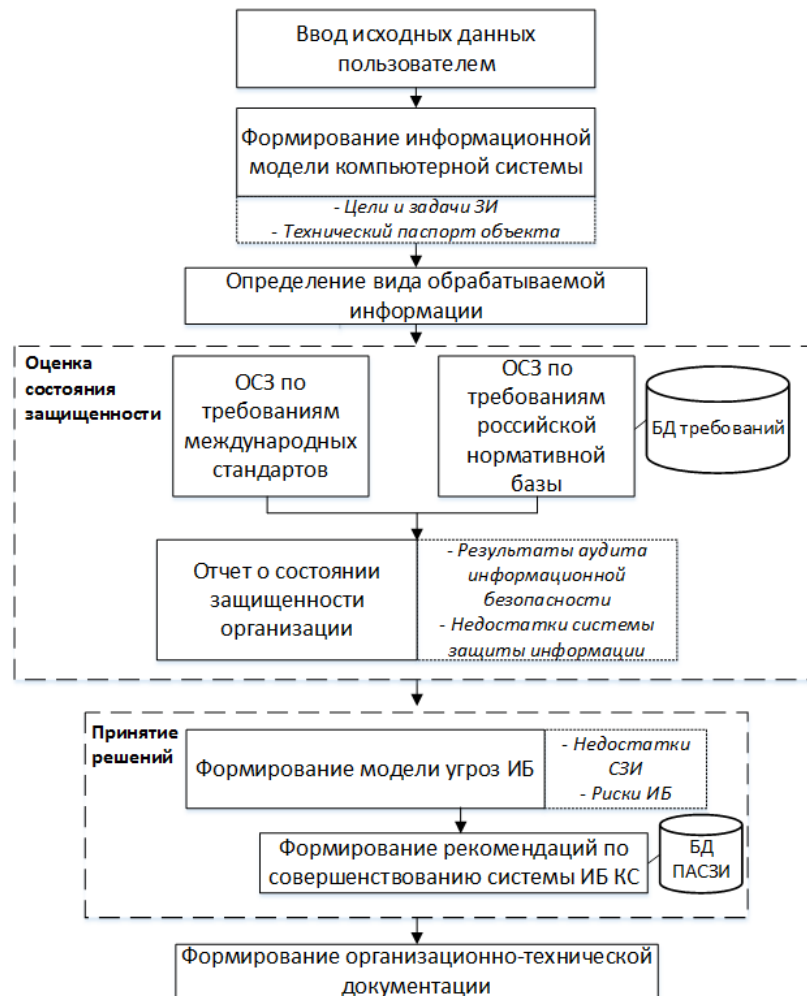 Ввод исходных данных
пользователем
Формирование информационной
модели компьютерной системы
- Цели и задачи ЗИ
- Технический паспорт объекта
Определение вида обрабатываемой
информации
Оценка
состояния
защищенности
ОСЗ по
требованиям
международных
стандартов
ОСЗ по
требованиям
российской
нормативной
базы
БД требований
Отчет о состоянии
защищенности
организации
- Результаты аудита
информационной
безопасности
- Недостатки системы
защиты информации
Принятие
решений
Формирование модели угроз ИБ
- Недостатки
СЗИ
- Риски ИБ
Формирование рекомендаций по
совершенствованию системы ИБ КС
БД
ПАСЗИ
Формирование организационно-технической
документации